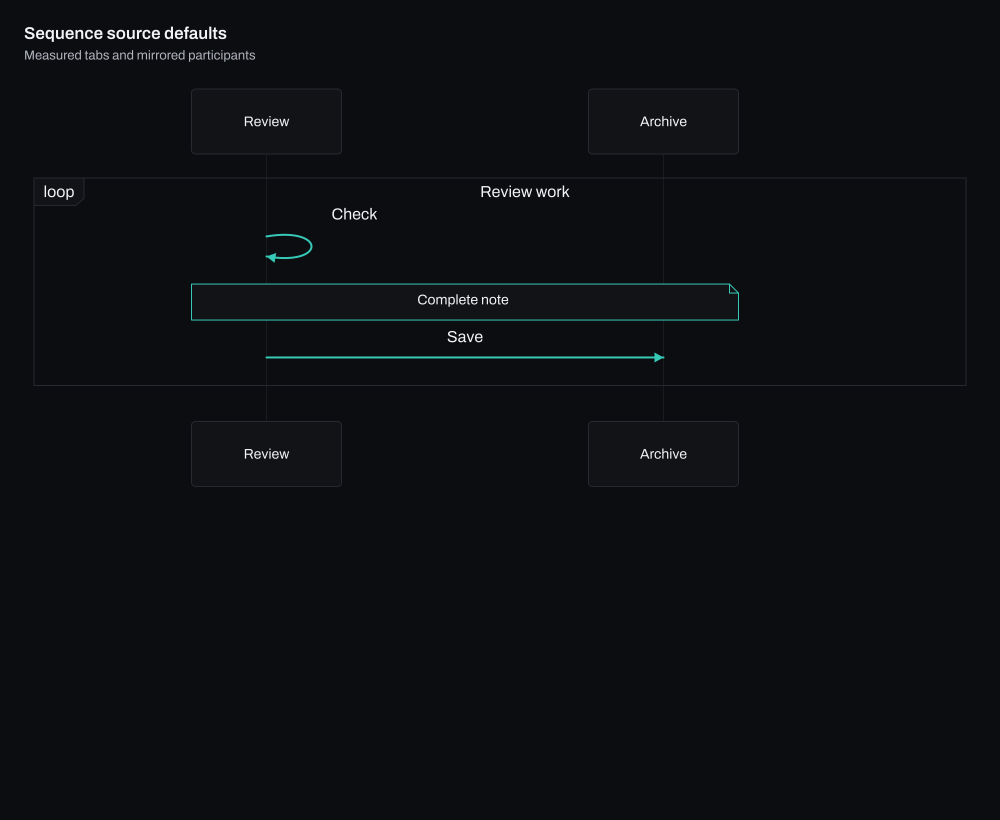 Sequence source defaults
Measured tabs and mirrored participants
Review
Archive
loop
Review work
Check
Complete note
Save
Review
Archive